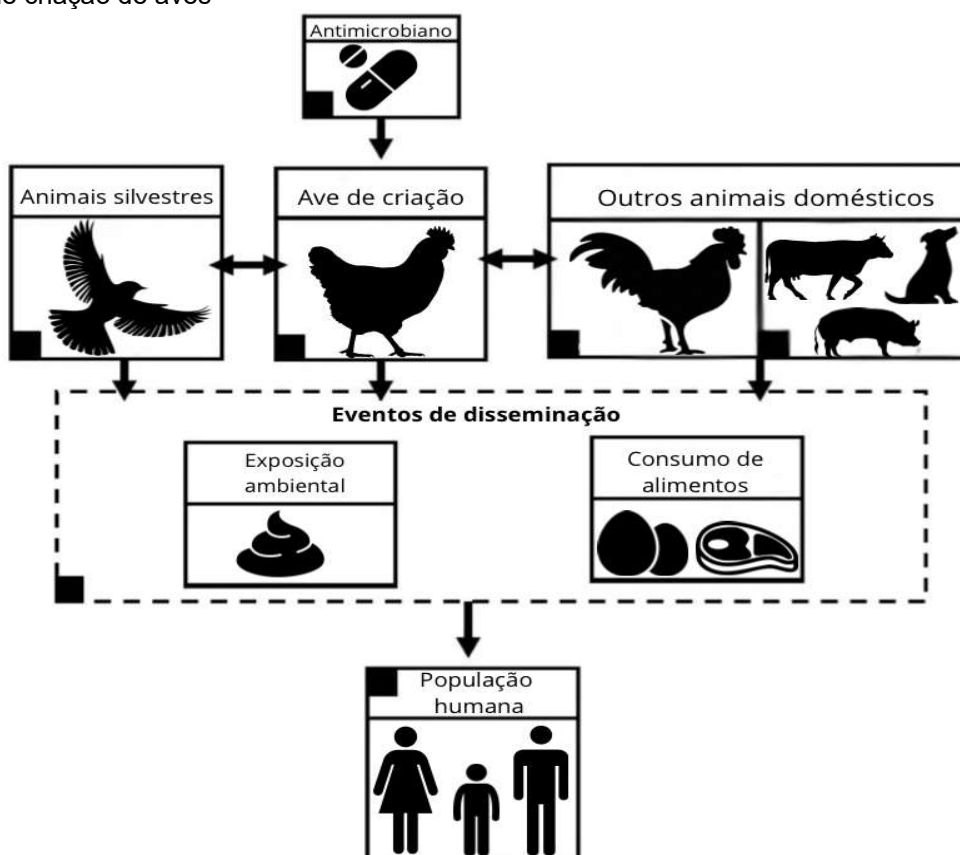 de criação de aves
Antimicrobiano
Animais silvestres
Ave de criação
Outros animais domésticos
Eventos de disseminação
Exposição
ambiental
Consumo de
alimentos
População
humana